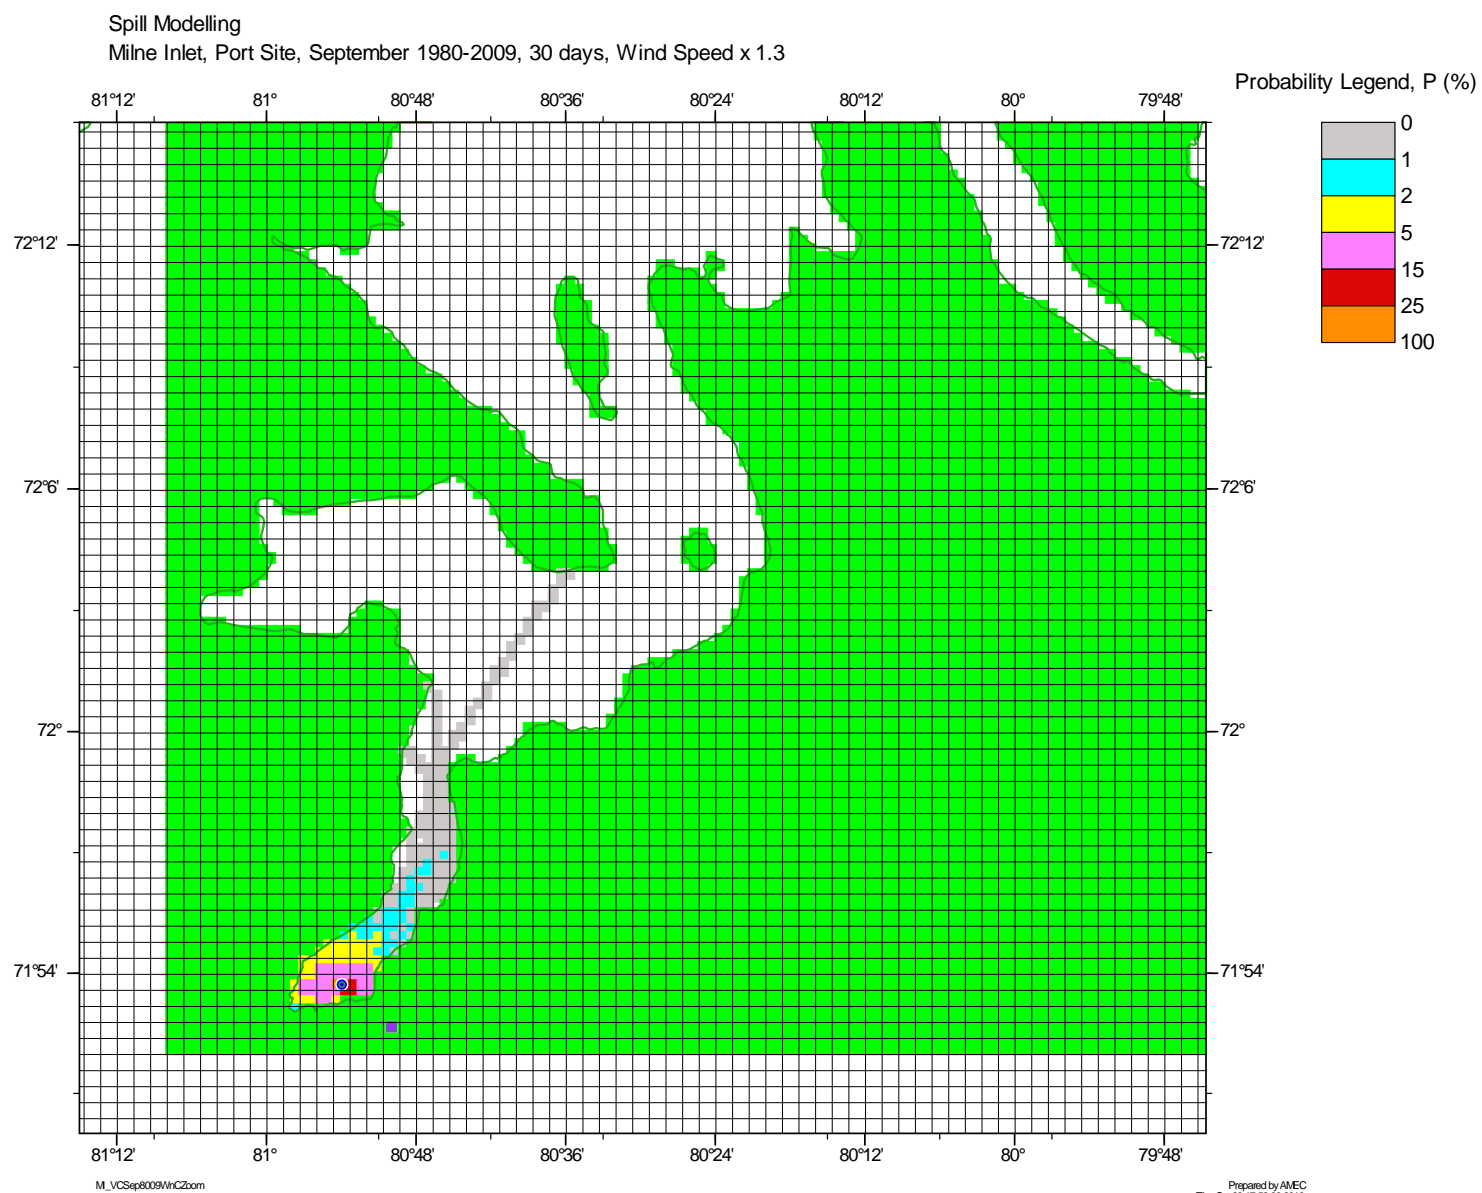 Spill Modelling
Milne Inlet, Port Site, September 1980-2009, 30 days, Wind Speed x 1.3
Probability Legend, P (%)
0
1
2
5
15
25
100
81°12' 81° 80°48' 80°36' 80°24' 80°12' 80° 79°48'
72°12' 72°12'
72°6' 72°6'
72° 72°
71°54' 71°54'
81°12' 81° 80°48' 80°36' 80°24' 80°12' 80° 79°48'
MI_VCSep8009WnCZoom
Prepared by AMEC